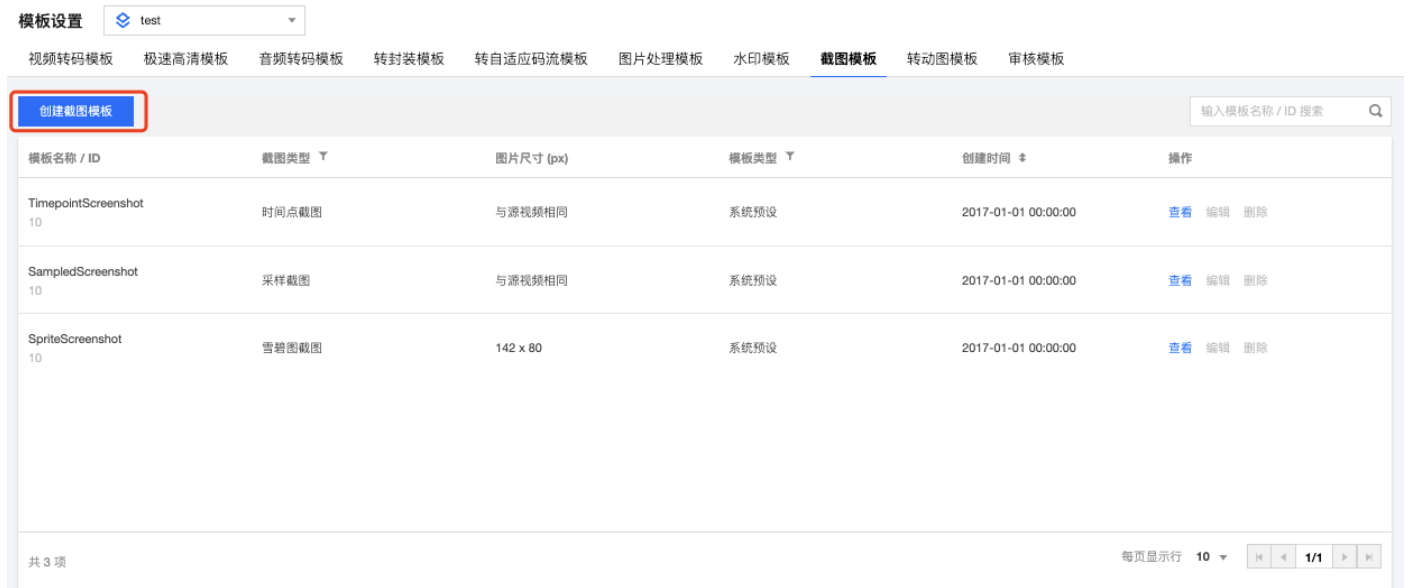 模板设置 test
视频转码模板 极速高清模板 音频转码模板 转封装模板 转自适应码流模板 图片处理模板 水印模板 截图模板 转动图模板 审核模板
创建截图模板 输入模板名称 / ID 搜索
模板名称 / ID 截图类型 图片尺寸 (px) 模板类型 创建时间 操作
TimepointScreenshot
10 时间点截图 与源视频相同 系统预设 2017-01-01 00:00:00 查看 编辑 删除
SampledScreenshot
10 采样截图 与源视频相同 系统预设 2017-01-01 00:00:00 查看 编辑 删除
SpriteScreenshot
10 雪碧图截图 142 x 80 系统预设 2017-01-01 00:00:00 查看 编辑 删除
共 3 项 每页显示行 10 1/1